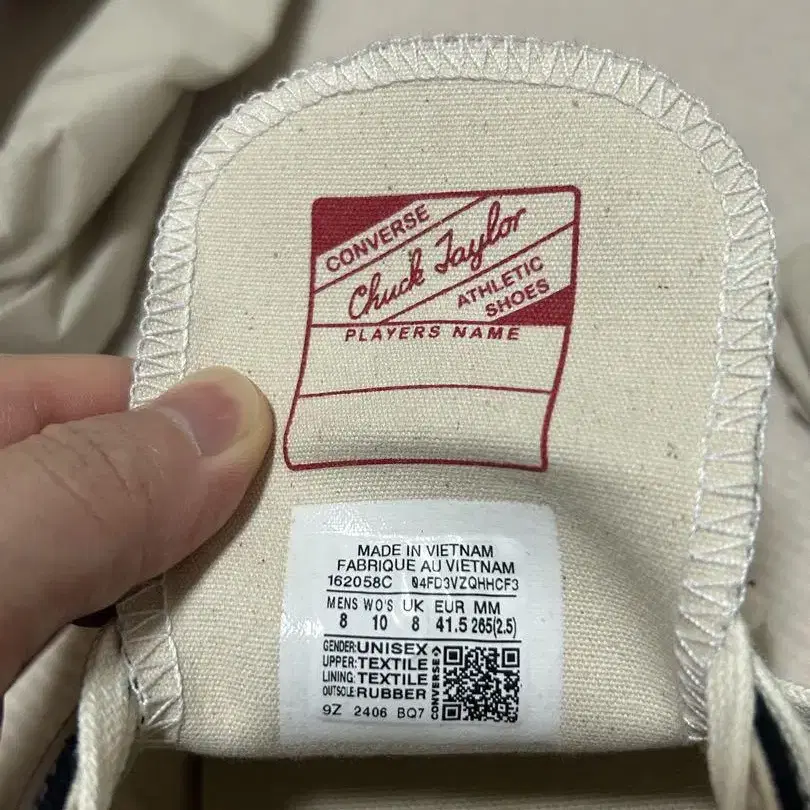 CONVERSE
Chuck Taylor
ATHLETIC
SHOES
PLAYERS NAME
MADE IN VIETNAM
FABRIQUE AU VIETNAM
162058C 04FD3VZQHHCF3
MENS WO'S UK EUR MM
8 10 8 41.5 265(2.5)
GENDER:UNISEX
UPPER:TEXTILE
LINING:TEXTILE
OUTSOLE:RUBBER
CONVERSE
9Z 2406 BQ7